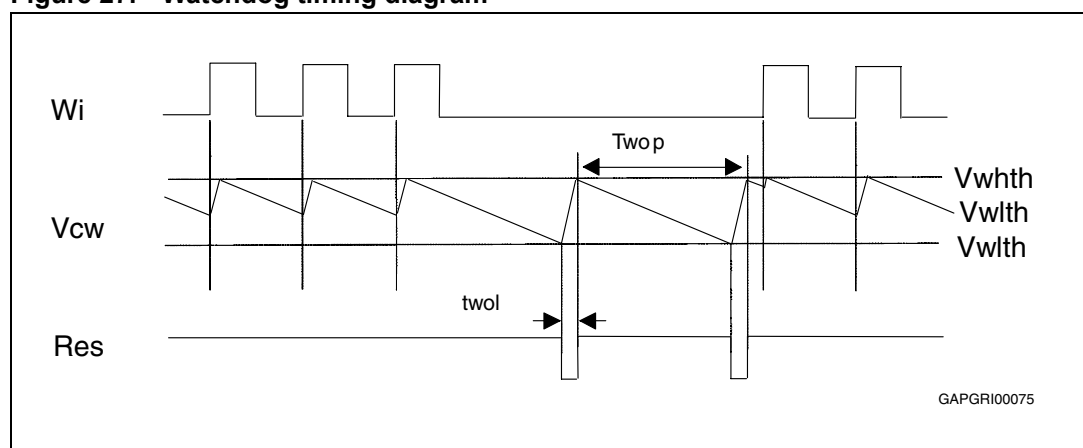 Figure 27. Watchdog timing diagram
Wi
Twop
Vwhth
Vwlth
Vcw
Vwlth
twol
Res
GAPGRI00075